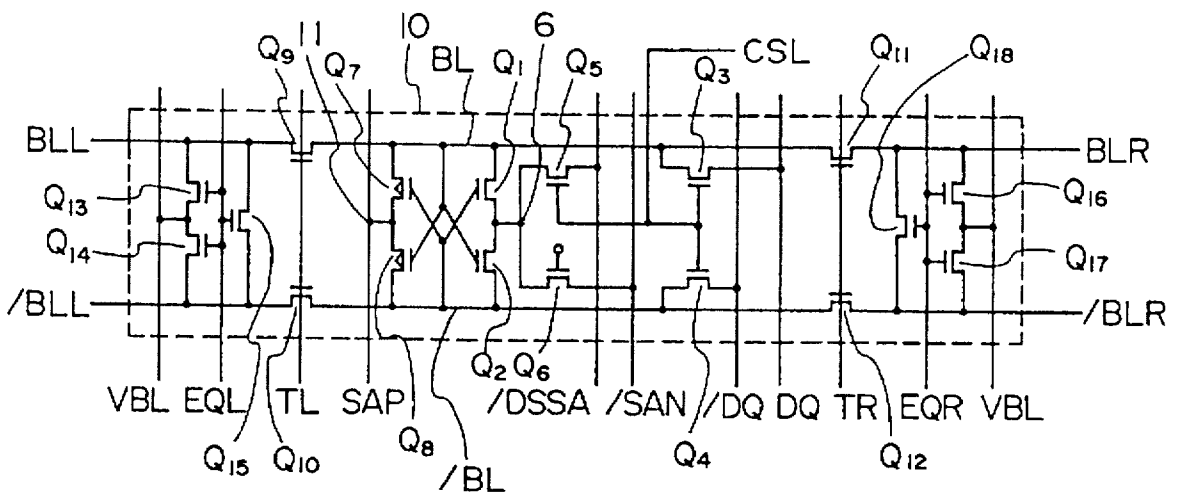 11 10 6
Q9 BL Q1 Q5 CSL Q11 Q18
Q7 Q3
BLL BLR
Q13 Q16
Q14 Q17
/BLL /BLR
Q2 Q6
VBL EQL TL SAP /DSSA /SAN /DQ DQ TR EQR VBL
Q15 Q10 Q8 Q4 Q12
/BL